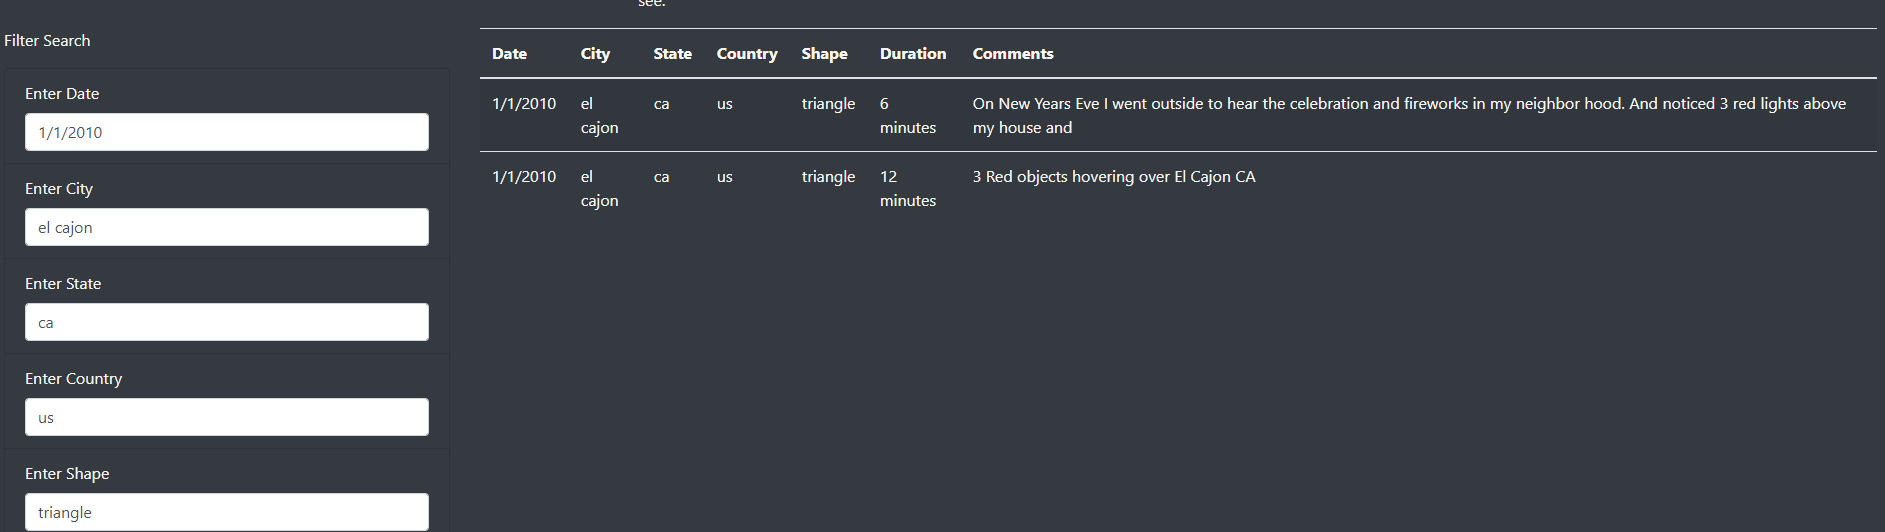 see.
Filter Search
Enter Date
1/1/2010
Enter City
el cajon
Enter State
ca
Enter Country
us
Enter Shape
triangle
Date City State Country Shape Duration Comments
1/1/2010 el ca us triangle 6 On New Years Eve I went outside to hear the celebration and fireworks in my neighbor hood. And noticed 3 red lights above
cajon minutes my house and
1/1/2010 el ca us triangle 12 3 Red objects hovering over El Cajon CA
cajon minutes